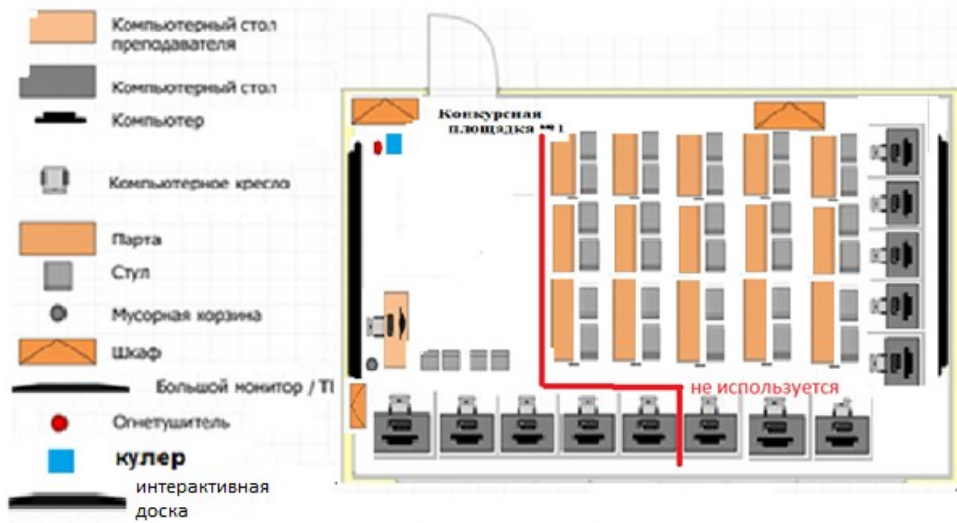 Компьютерный стол
преподавателя
Компьютерный стол
Компьютер
Компьютерное кресло
Парта
Стул
Мусорная корзина
Шкаф
Большой монитор / ТІ
Огнетушитель
кулер
интерактивная
доска
Конкурсная
площадка №1
не используется